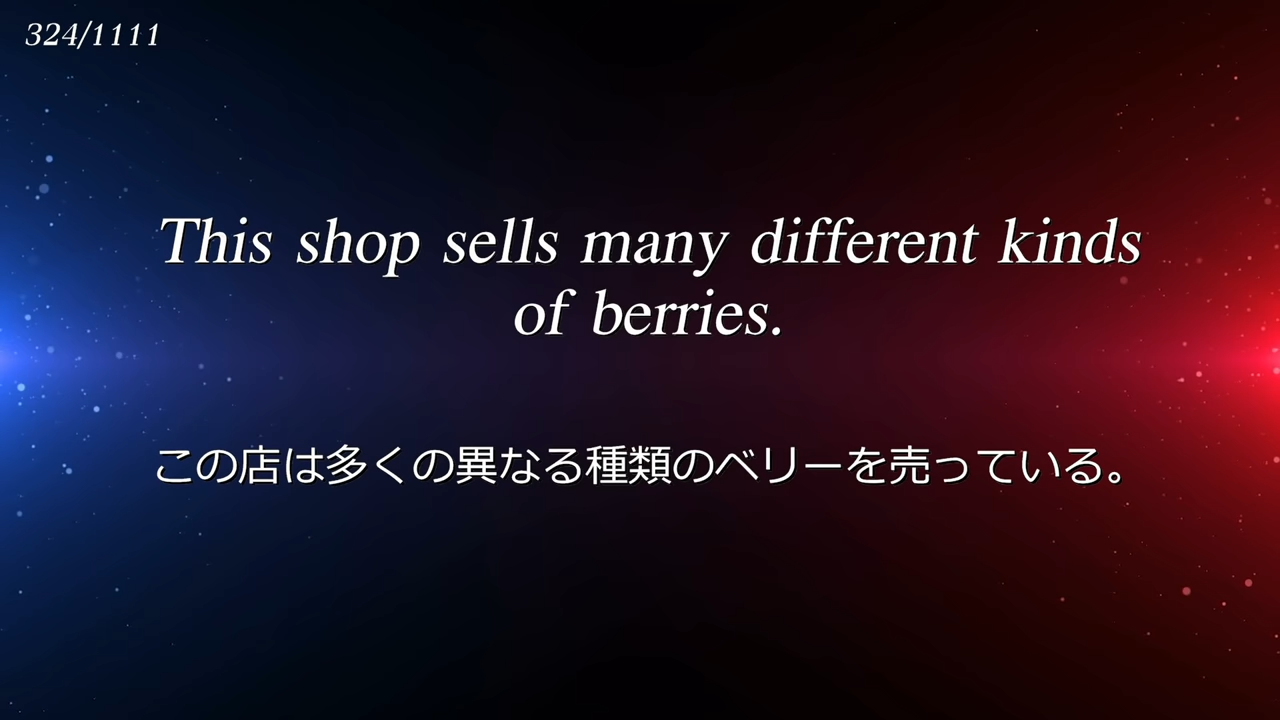 324/1111
This shop sells many different kinds
of berries.
この店は多くの異なる種類のベリーを売っている。